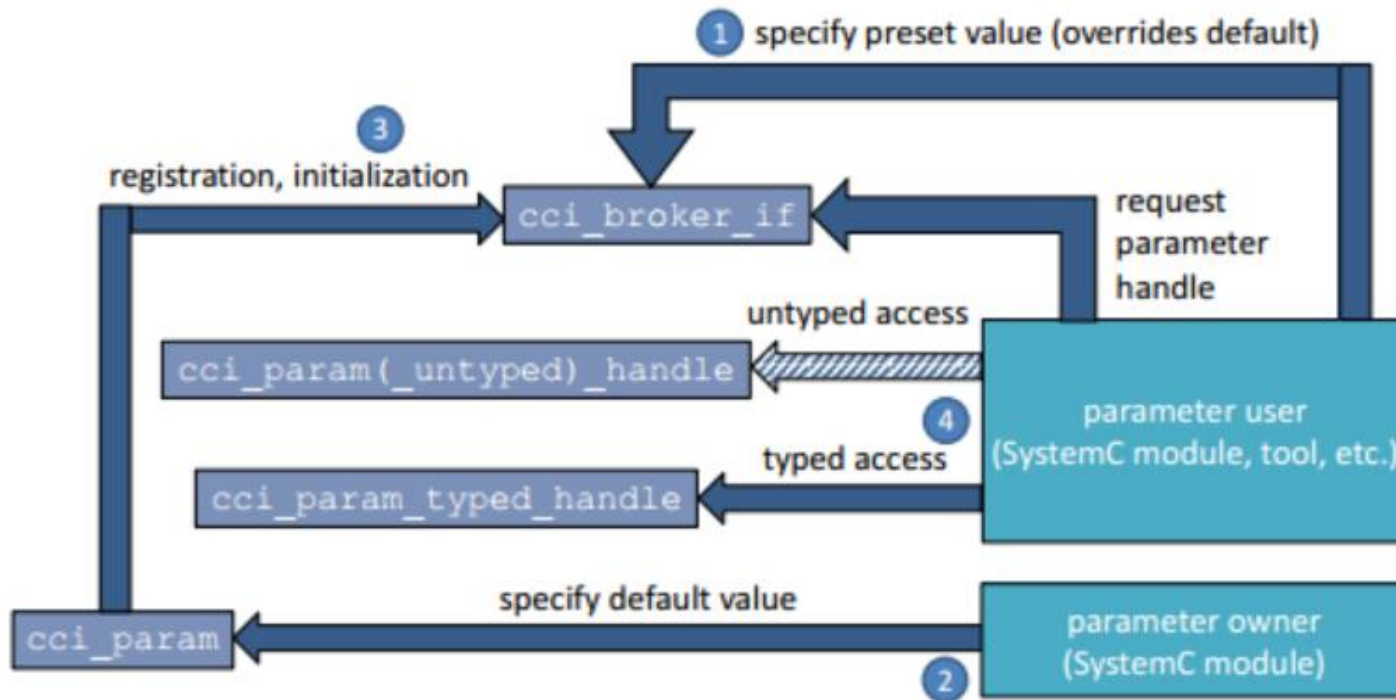 1 specify preset value (overrides default)
3
registration, initialization
cci_broker_if
request
parameter
handle
untyped access
cci_param(_untyped)_handle
4
parameter user
(SystemC module, tool, etc.)
typed access
cci_param_typed_handle
specify default value
cci_param
2
parameter owner
(SystemC module)